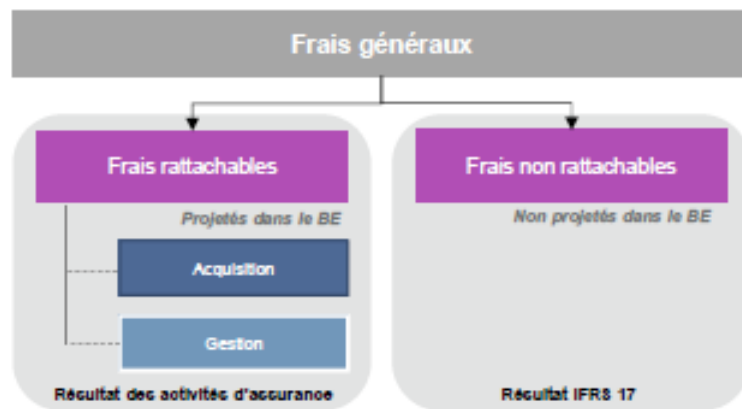 Frais généraux
Frais rattachables
Frais non rattachables
Projetés dans le BE
Non projetés dans le BE
Acquisition
Gestion
Résultat des activités d'assurance
Résultat IFRS 17